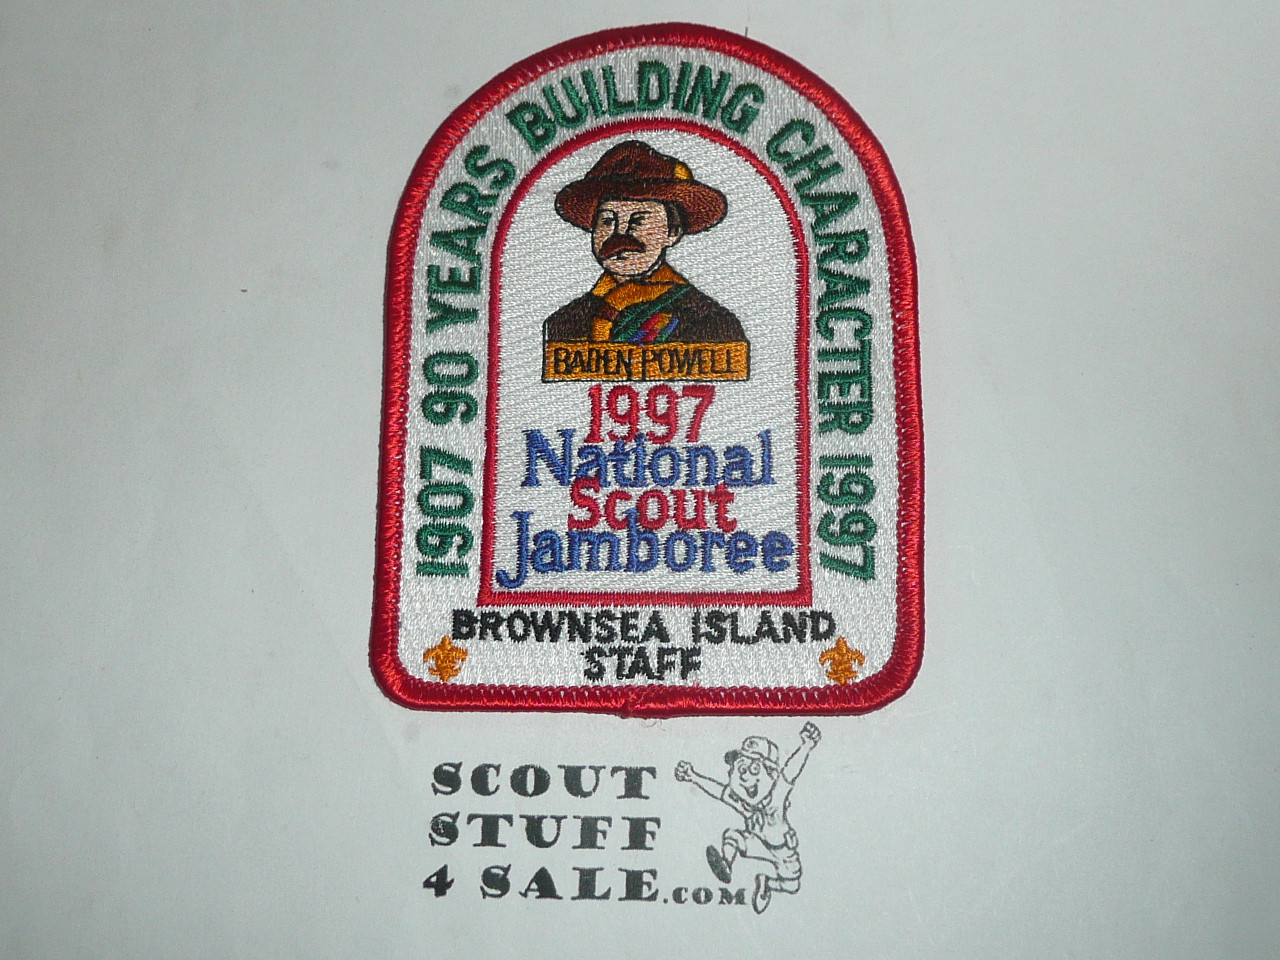 1907 90 YEARS BUILDING CHARACTER 1997
BADEN POWELL
1997
National
Scout
Jamboree
BROWNSEA ISLAND
STAFF
SCOUT
STUFF
4 SALE.COM